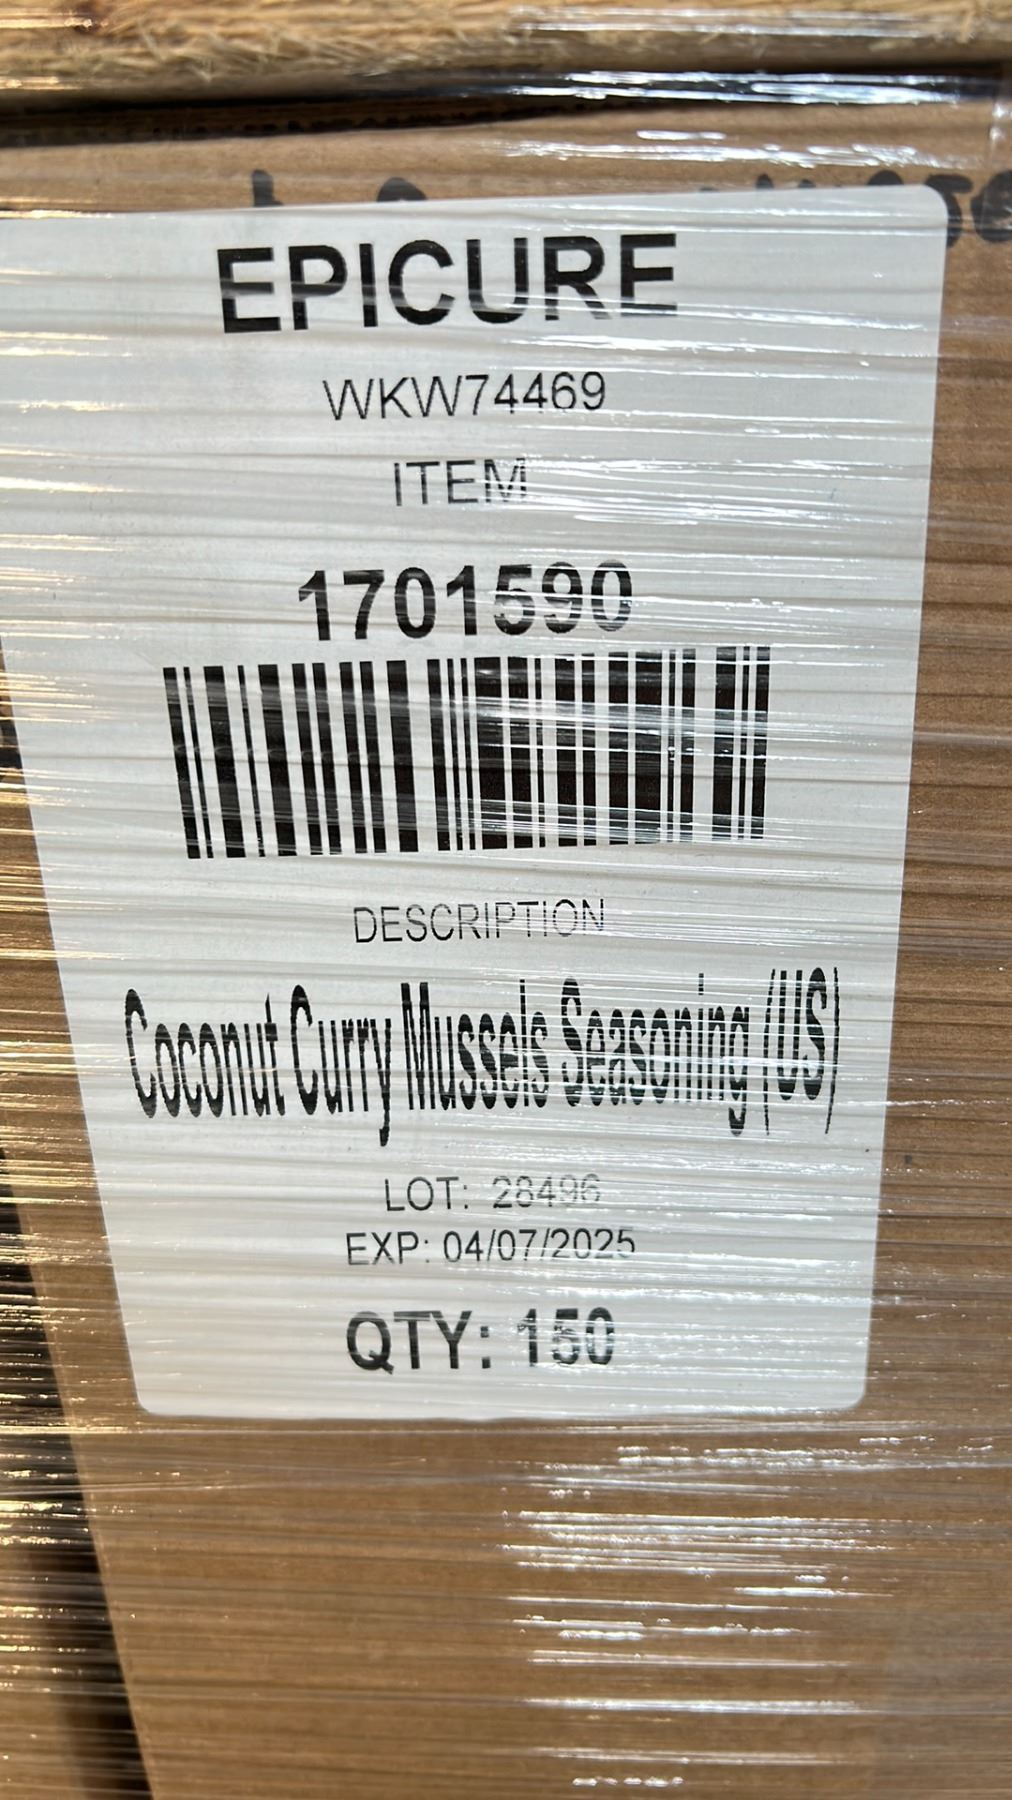 EPICURE
WKW74469
ITEM
1701590
DESCRIPTION
Coconut Curry Mussels Seasoning (US)
LOT: 28496
EXP: 04/07/2025
QTY: 150